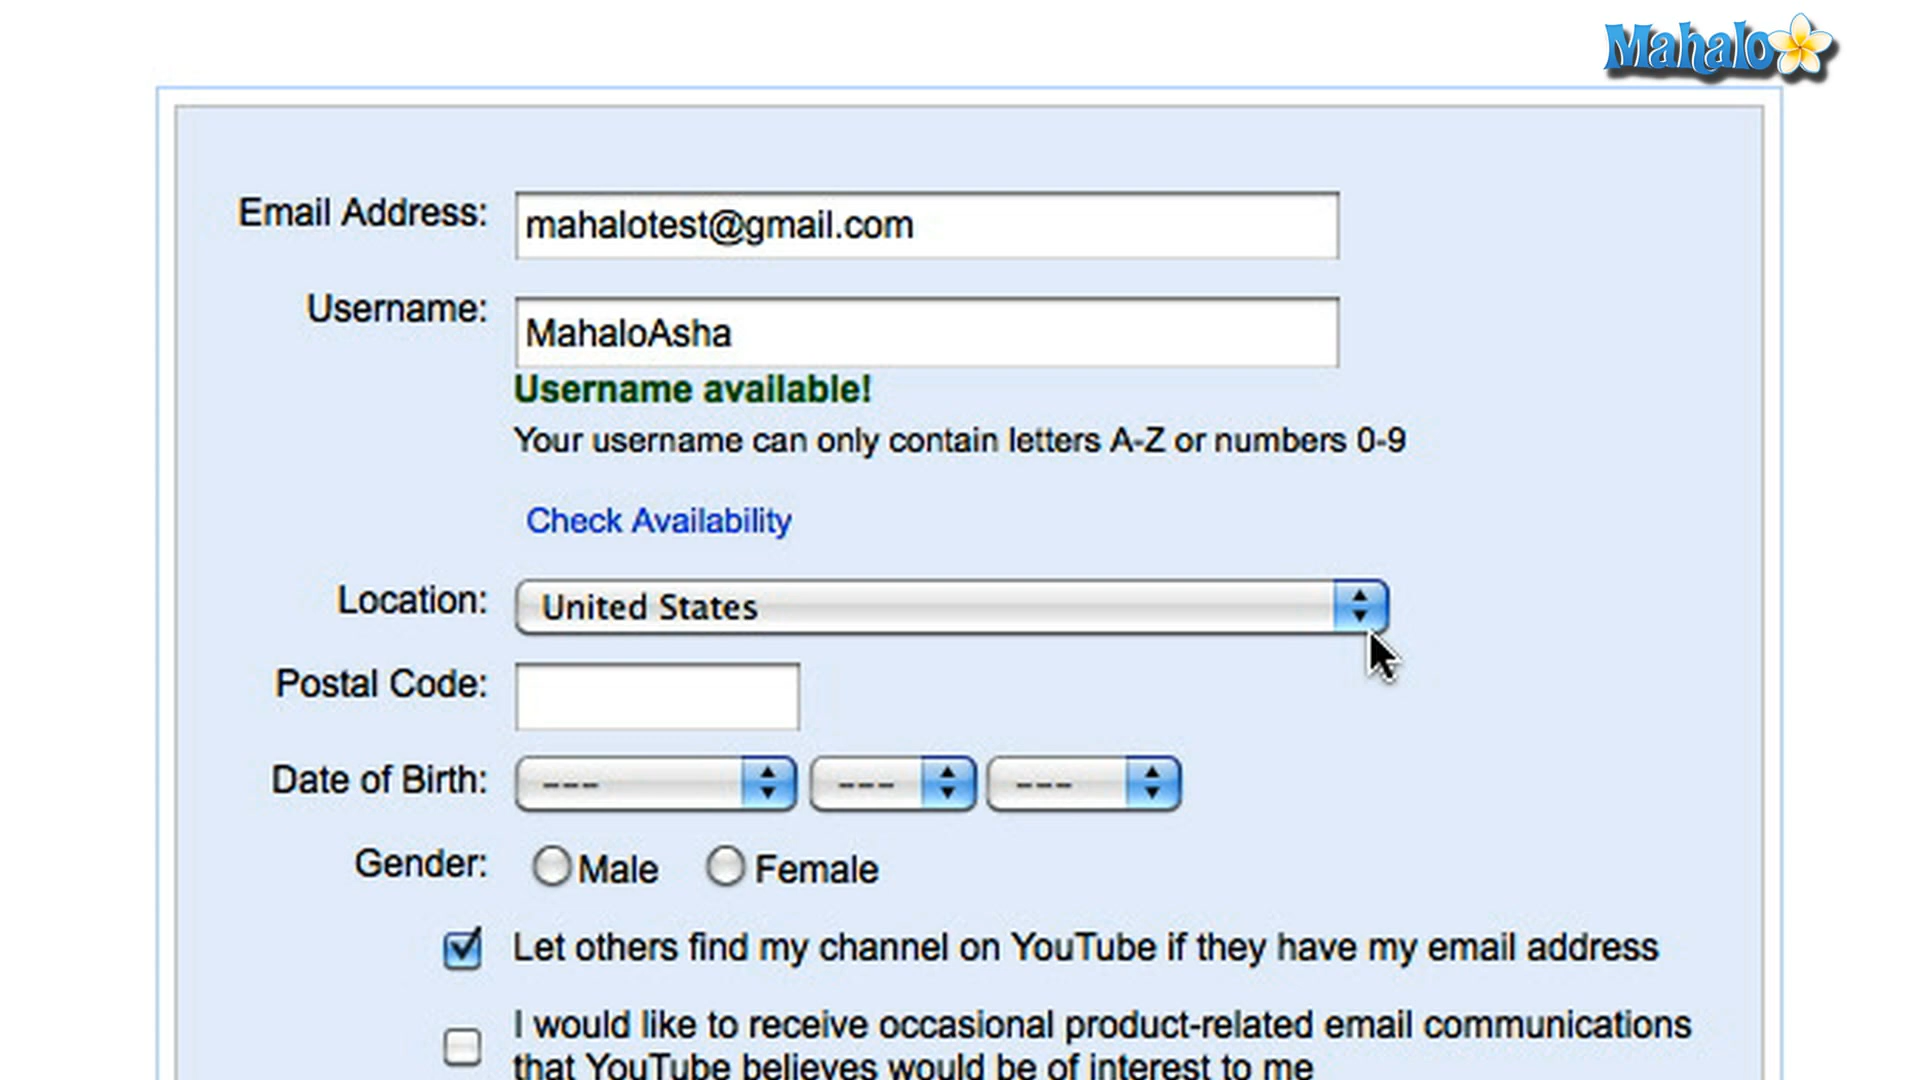 Mahalo
Email Address: mahalotest@gmail.com
Username: MahaloAsha
Username available!
Your username can only contain letters A-Z or numbers 0-9
Check Availability
Location: United States
Postal Code:
Date of Birth: --- --- ---
Gender: Male Female
Let others find my channel on YouTube if they have my email address
I would like to receive occasional product-related email communications
that YouTube believes would be of interest to me